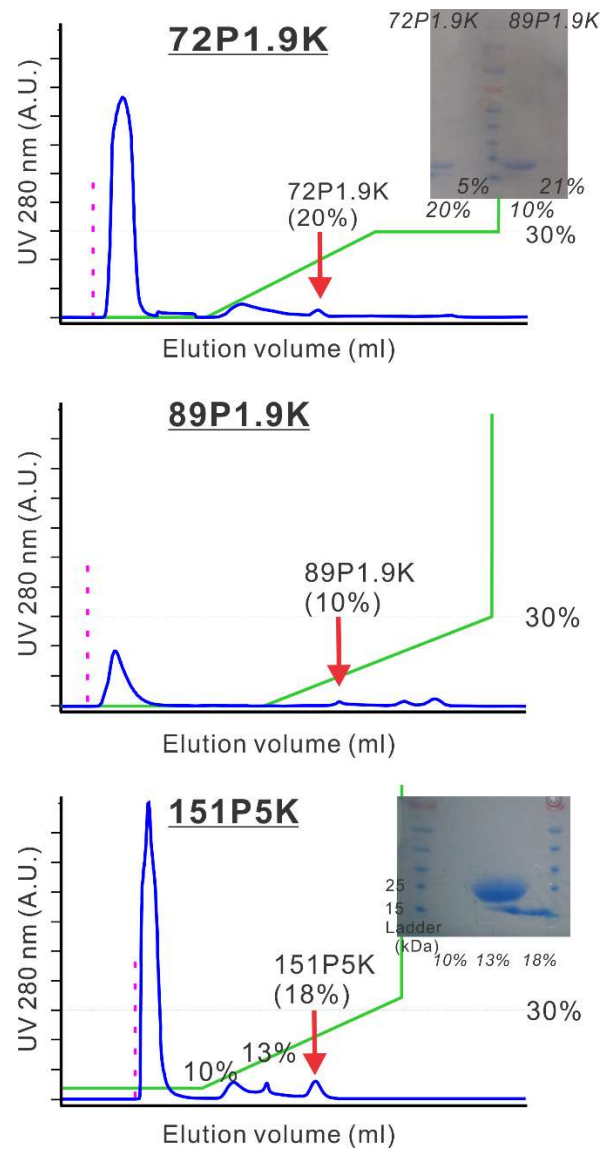 72P1.9K
72P1.9K 89P1.9K
5% 21%
20% 10%
UV 280 nm (A.U.)
72P1.9K
(20%)
30%
Elution volume (ml)
89P1.9K
UV 280 nm (A.U.)
89P1.9K
(10%)
30%
Elution volume (ml)
151P5K
25
15
Ladder
(kDa)
10% 13% 18%
UV 280 nm (A.U.)
151P5K
(18%)
30%
10%
13%
Elution volume (ml)